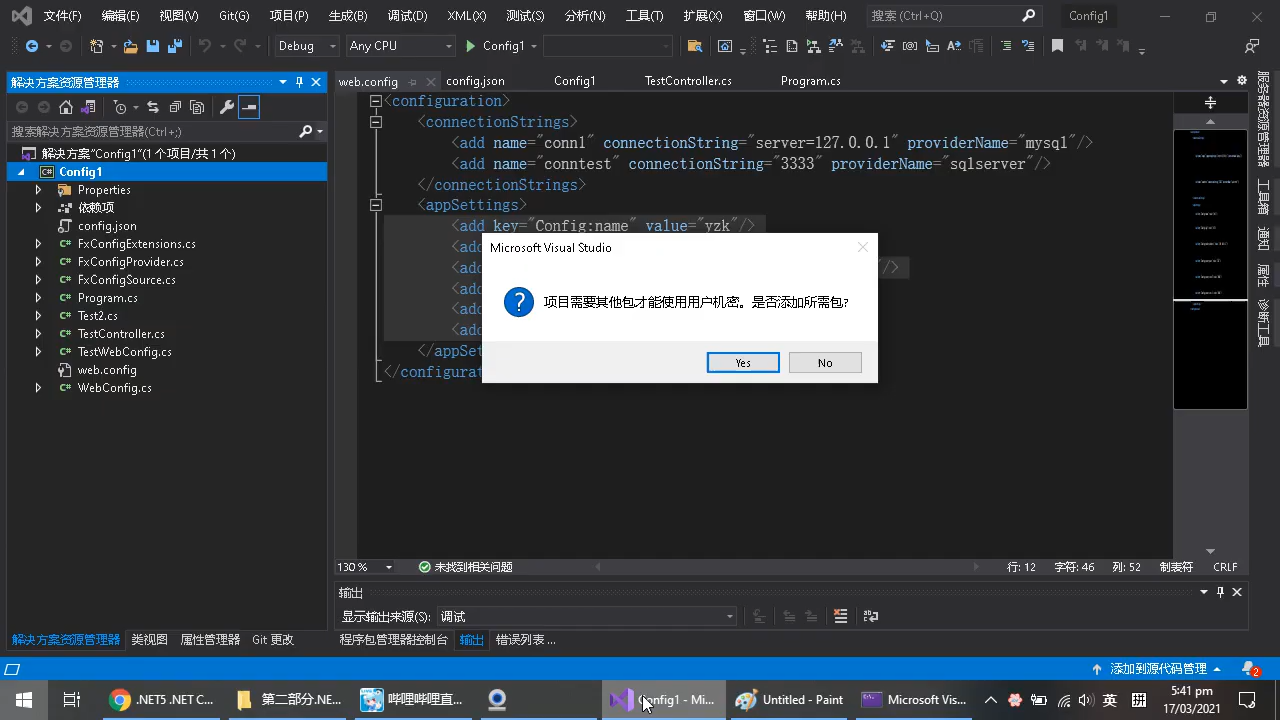 文件(F) 编辑(E) 视图(V) Git(G) 项目(P) 生成(B) 调试(D) XML(X) 测试(S) 分析(N) 工具(T) 扩展(X) 窗口(W) 帮助(H) 搜索 (Ctrl+Q) Config1
Debug Any CPU Config1
解决方案资源管理器
web.config config.json Config1 TestController.cs Program.cs
搜索解决方案资源管理器(Ctrl+;)
解决方案"Config1"(1 个项目/共 1 个)
Config1
Properties
依赖项
config.json
FxConfigExtensions.cs
FxConfigProvider.cs
FxConfigSource.cs
Program.cs
Test2.cs
TestController.cs
TestWebConfig.cs
web.config
WebConfig.cs
<configuration>
<connectionStrings>
<add name="conn1" connectionString="Server=127.0.0.1" providerName="mysql"/>
<add name="conntest" connectionString="3333" providerName="sqlserver"/>
</connectionStrings>
<appSettings>
<add key="Config:name" value="yzk"/>
<add
<add "/>
<add
<add
<add
</appSet
</configurat
Microsoft Visual Studio
项目需要其他包才能使用用户机密。是否添加所需包?
Yes No
130 % 未找到相关问题 行: 12 字符: 46 列: 52 制表符 CRLF
输出
显示输出来源(S): 调试
解决方案资源管理器 类视图 属性管理器 Git 更改
程序包管理器控制台 输出 错误列表 ...
服务器资源管理器
工具箱
通知
属性
诊断工具
添加到源代码管理 2
.NET5 .NET C... 第二部分.NE... 哔哩哔哩直... Config1 - Mi... Untitled - Paint Microsoft Vis... 英
5:41 pm
17/03/2021